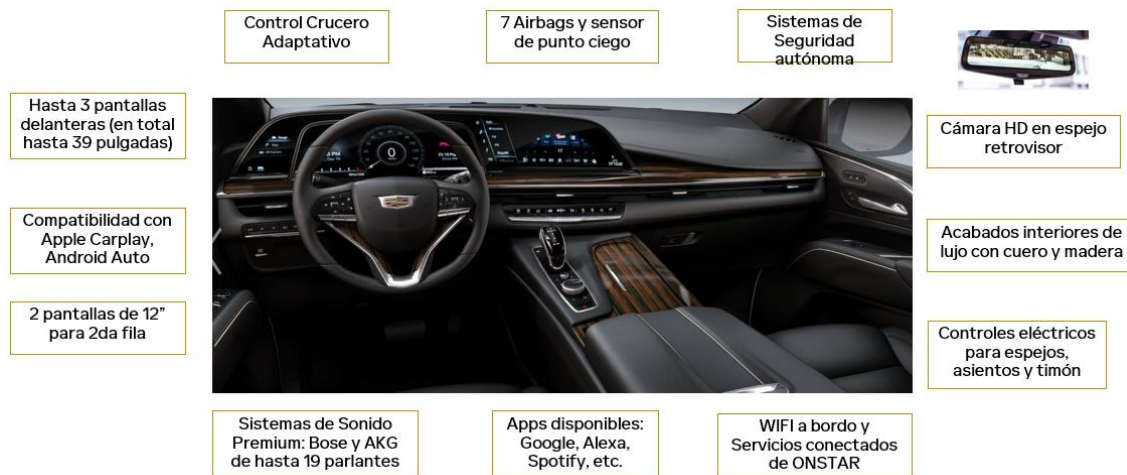 Control Crucero
Adaptativo
7 Airbags y sensor
de punto ciego
Sistemas de
Seguridad
autónoma
Hasta 3 pantallas
delanteras (en total
hasta 39 pulgadas)
Cámara HD en espejo
retrovisor
Compatibilidad con
Apple Carplay,
Android Auto
Acabados interiores de
lujo con cuero y madera
2 pantallas de 12”
para 2da fila
Controles eléctricos
para espejos,
asientos y timón
Sistemas de Sonido
Premium: Bose y AKG
de hasta 19 parlantes
Apps disponibles:
Google, Alexa,
Spotify, etc.
WIFI a bordo y
Servicios conectados
de ONSTAR
0